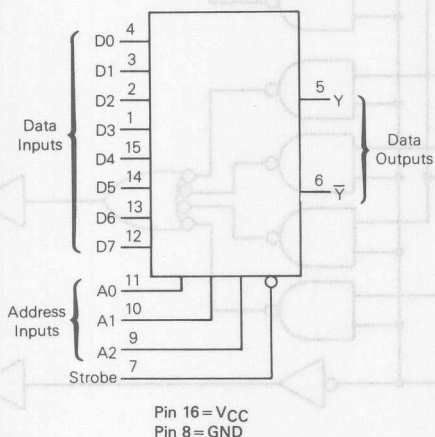 D0 4
D1 3
D2 2
D3 1
D4 15
D5 14
D6 13
D7 12
Data
Inputs
5 Y
6 Y̅
Data
Outputs
A0 11
A1 10
A2 9
Address
Inputs
Strobe 7
Pin 16 = VCC
Pin 8 = GND